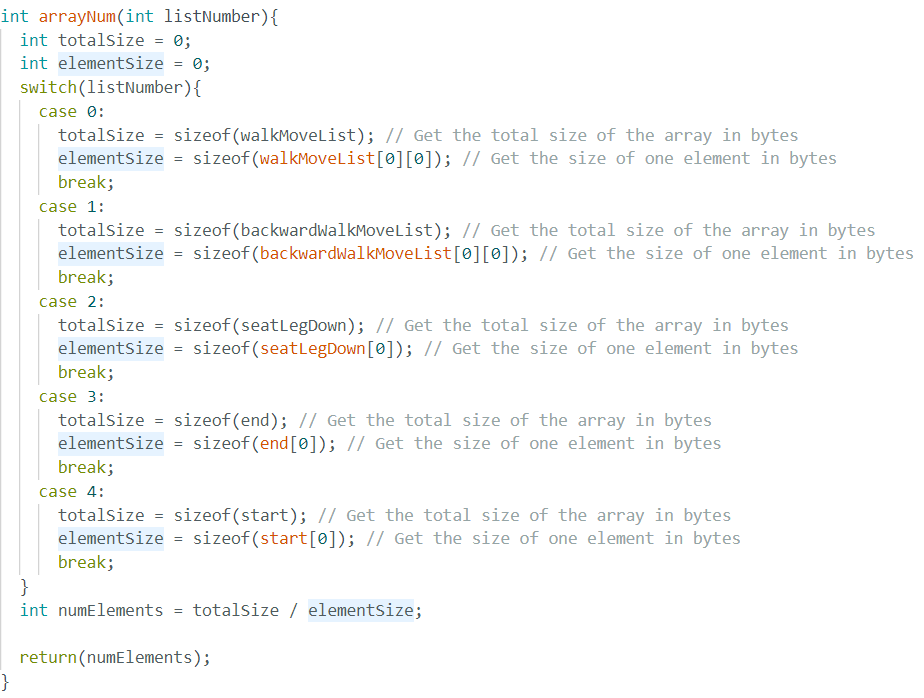 int arrayNum(int listNumber){
  int totalSize = 0;
  int elementSize = 0;
  switch(listNumber){
    case 0:
      totalSize = sizeof(walkMoveList); // Get the total size of the array in bytes
      elementSize = sizeof(walkMoveList[0][0]); // Get the size of one element in bytes
      break;
    case 1:
      totalSize = sizeof(backwardWalkMoveList); // Get the total size of the array in bytes
      elementSize = sizeof(backwardWalkMoveList[0][0]); // Get the size of one element in bytes
      break;
    case 2:
      totalSize = sizeof(seatLegDown); // Get the total size of the array in bytes
      elementSize = sizeof(seatLegDown[0]); // Get the size of one element in bytes
      break;
    case 3:
      totalSize = sizeof(end); // Get the total size of the array in bytes
      elementSize = sizeof(end[0]); // Get the size of one element in bytes
      break;
    case 4:
      totalSize = sizeof(start); // Get the total size of the array in bytes
      elementSize = sizeof(start[0]); // Get the size of one element in bytes
      break;
  }
  int numElements = totalSize / elementSize;

  return(numElements);
}